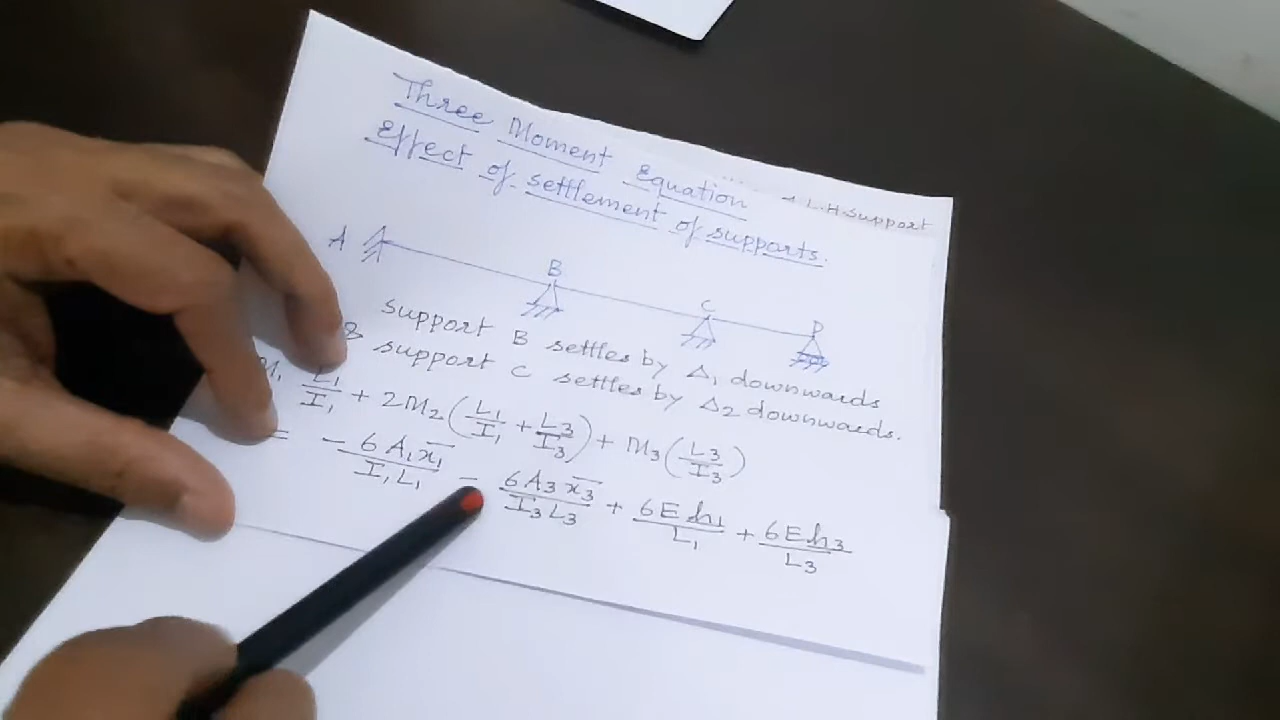 Three Moment Equation
→ L.H. Support
Effect of settlement of supports.
A B C D
support B settles by Δ₁ downwards
& support C settles by Δ₂ downwards.
M₁ L₁/I₁ + 2M₂ (L₁/I₁ + L₃/I₃) + M₃ (L₃/I₃)
= - 6A₁x̄₁/I₁L₁ - 6A₃x̄₃/I₃L₃ + 6Eh₁/L₁ + 6Eh₃/L₃